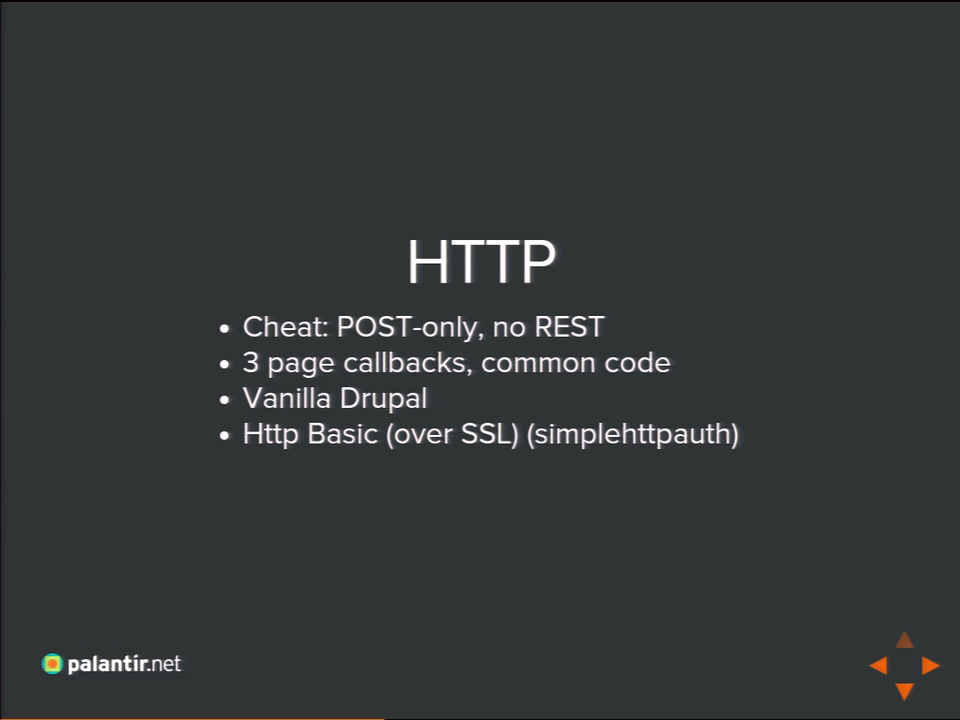 HTTP
Cheat: POST-only, no REST
3 page callbacks, common code
Vanilla Drupal
Http Basic (over SSL) (simplehttpauth)
palantir.net